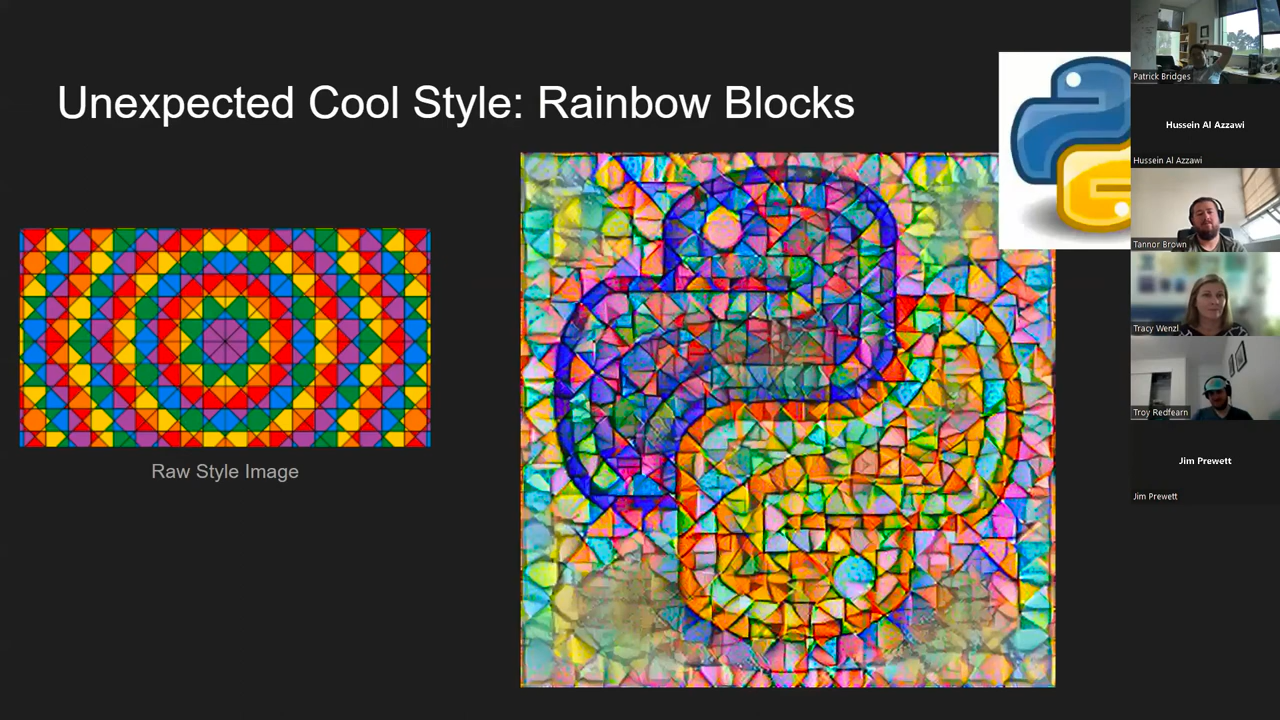 Unexpected Cool Style: Rainbow Blocks
Raw Style Image
Patrick Bridges
Hussein Al Azzawi
Hussein Al Azzawi
Tannor Brown
Tracy Wenzl
Troy Redfearn
Jim Prewett
Jim Prewett